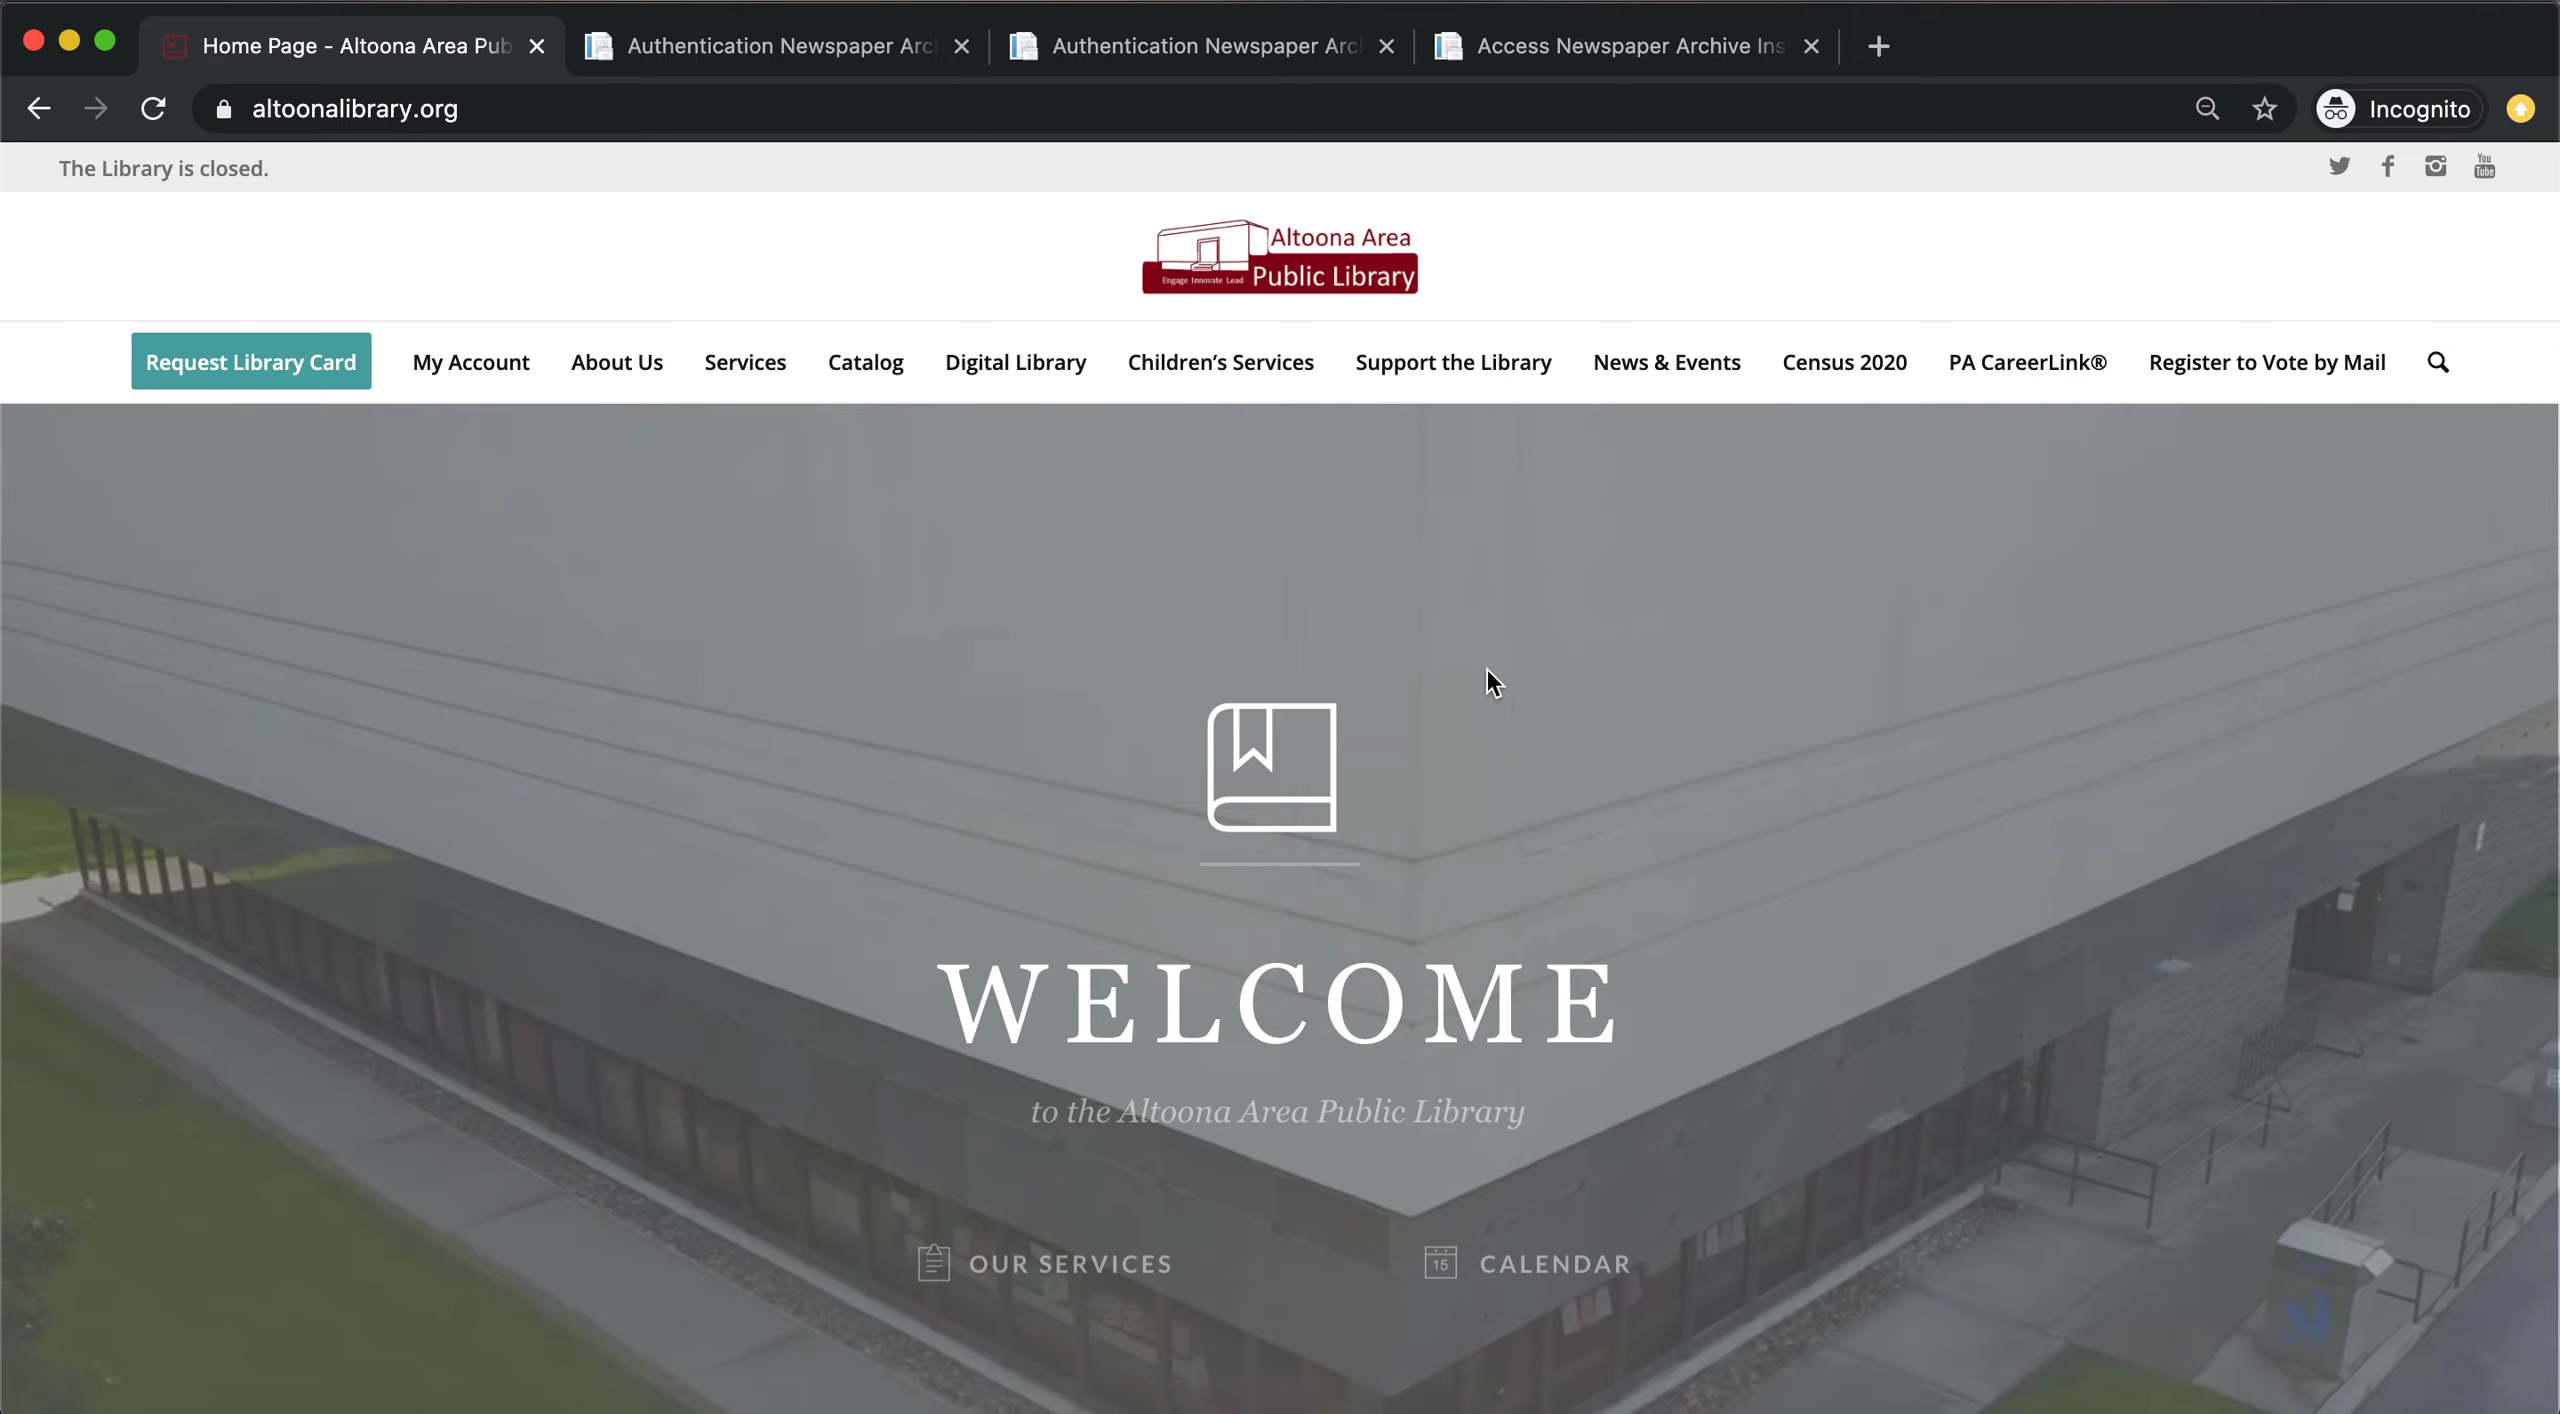 Home Page - Altoona Area Pub
Authentication Newspaper Arc
Authentication Newspaper Arc
Access Newspaper Archive Ins
altoonalibrary.org
Incognito
The Library is closed.
You
Tube
Altoona Area
Engage Innovate Lead Public Library
Request Library Card My Account About Us Services Catalog Digital Library Children’s Services Support the Library News & Events Census 2020 PA CareerLink® Register to Vote by Mail
WELCOME
to the Altoona Area Public Library
OUR SERVICES
15 CALENDAR